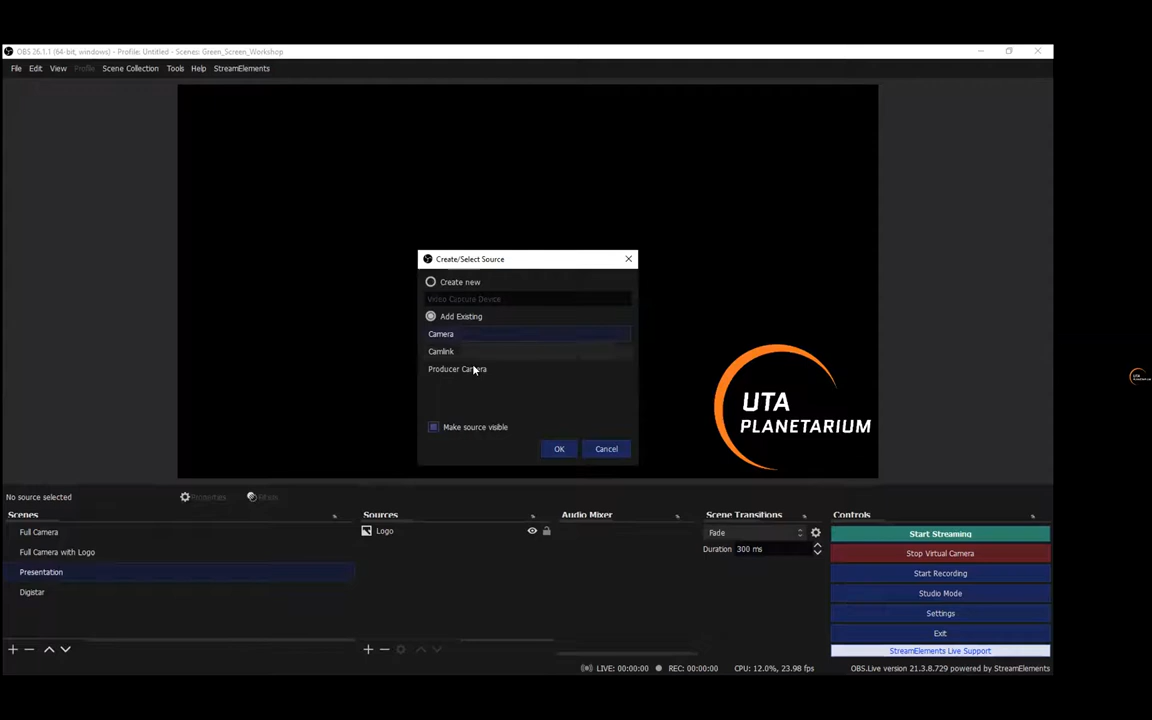 OBS 26.1.1 (64-bit, windows) - Profile: Untitled - Scenes: Green_Screen_Workshop
File Edit View Profile Scene Collection Tools Help StreamElements
Create/Select Source
Create new
Video Capture Device
Add Existing
Camera
Camlink
Producer Camera
Make source visible
OK Cancel
UTA
PLANETARIUM
No source selected Properties Filters
Scenes
Full Camera
Full Camera with Logo
Presentation
Digistar
Sources
Logo
Audio Mixer
Scene Transitions
Fade
Duration 300 ms
Controls
Start Streaming
Stop Virtual Camera
Start Recording
Studio Mode
Settings
Exit
StreamElements Live Support
LIVE: 00:00:00 REC: 00:00:00 CPU: 12.0%, 23.98 fps OBS.Live version 21.3.8.729 powered by StreamElements